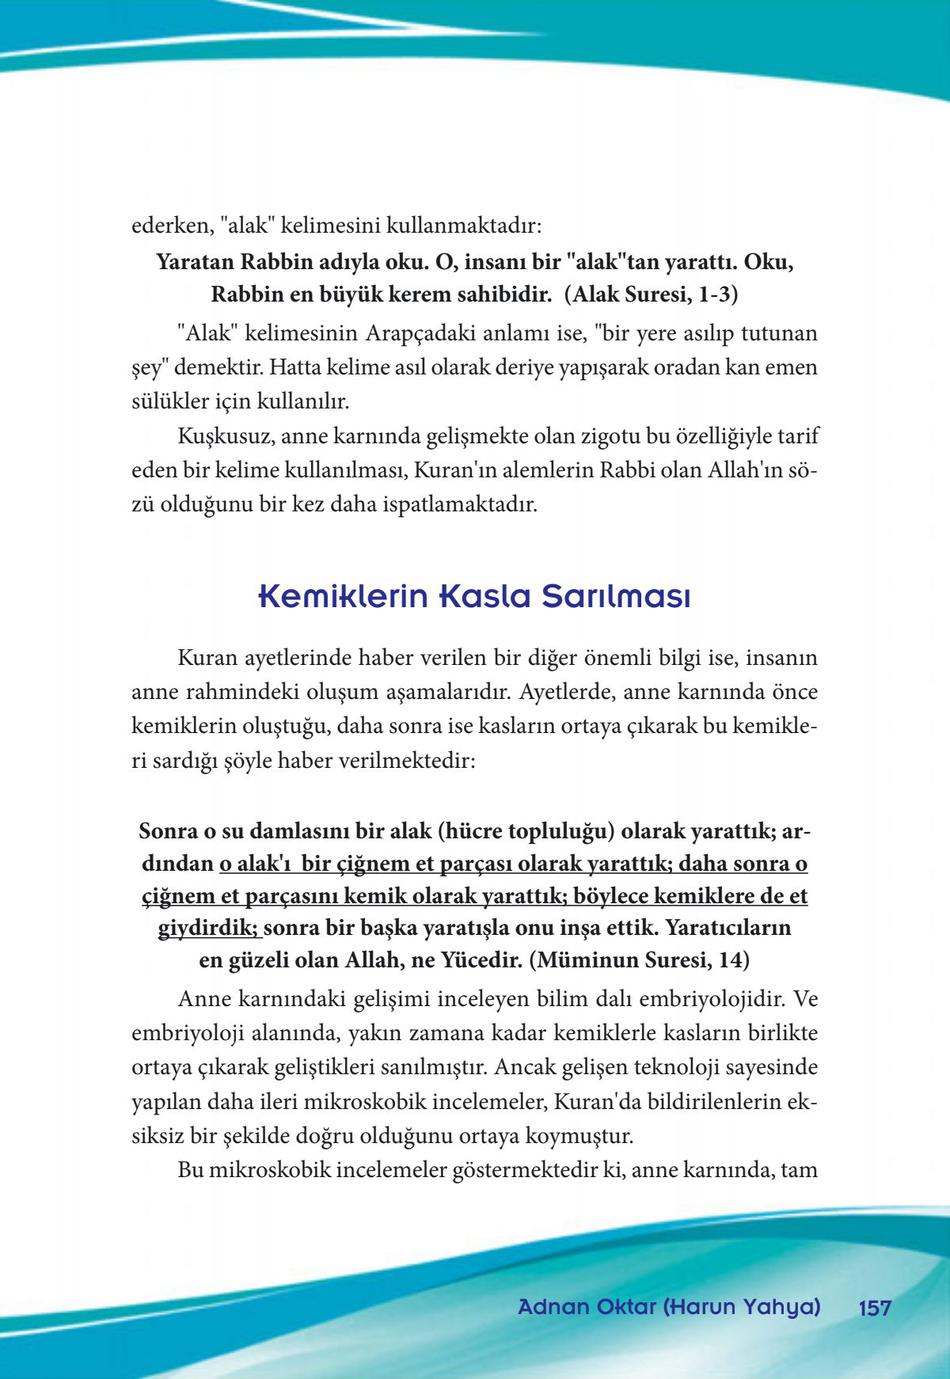 ederken, "alak" kelimesini kullanmaktadır:
Yaratan Rabbin adıyla oku. O, insanı bir "alak"tan yarattı. Oku,
Rabbin en büyük kerem sahibidir. (Alak Suresi, 1-3)
"Alak" kelimesinin Arapçadaki anlamı ise, "bir yere asılıp tutunan
şey" demektir. Hatta kelime asıl olarak deriye yapışarak oradan kan emen
sülükler için kullanılır.
Kuşkusuz, anne karnında gelişmekte olan zigotu bu özelliğiyle tarif
eden bir kelime kullanılması, Kuran'ın alemlerin Rabbi olan Allah'ın sö-
zü olduğunu bir kez daha ispatlamaktadır.
Kemiklerin Kasla Sarılması
Kuran ayetlerinde haber verilen bir diğer önemli bilgi ise, insanın
anne rahmindeki oluşum aşamalarıdır. Ayetlerde, anne karnında önce
kemiklerin oluştuğu, daha sonra ise kasların ortaya çıkarak bu kemikle-
ri sardığı şöyle haber verilmektedir:
Sonra o su damlasını bir alak (hücre topluluğu) olarak yarattık; ar-
dından o alak'ı bir çiğnem et parçası olarak yarattık; daha sonra o
çiğnem et parçasını kemik olarak yarattık; böylece kemiklere de et
giydirdik; sonra bir başka yaratışla onu inşa ettik. Yaratıcıların
en güzeli olan Allah, ne Yücedir. (Müminun Suresi, 14)
Anne karnındaki gelişimi inceleyen bilim dalı embriyolojidir. Ve
embriyoloji alanında, yakın zamana kadar kemiklerle kasların birlikte
ortaya çıkarak geliştikleri sanılmıştır. Ancak gelişen teknoloji sayesinde
yapılan daha ileri mikroskobik incelemeler, Kuran'da bildirilenlerin ek-
siksiz bir şekilde doğru olduğunu ortaya koymuştur.
Bu mikroskobik incelemeler göstermektedir ki, anne karnında, tam
Adnan Oktar (Harun Yahya) 157